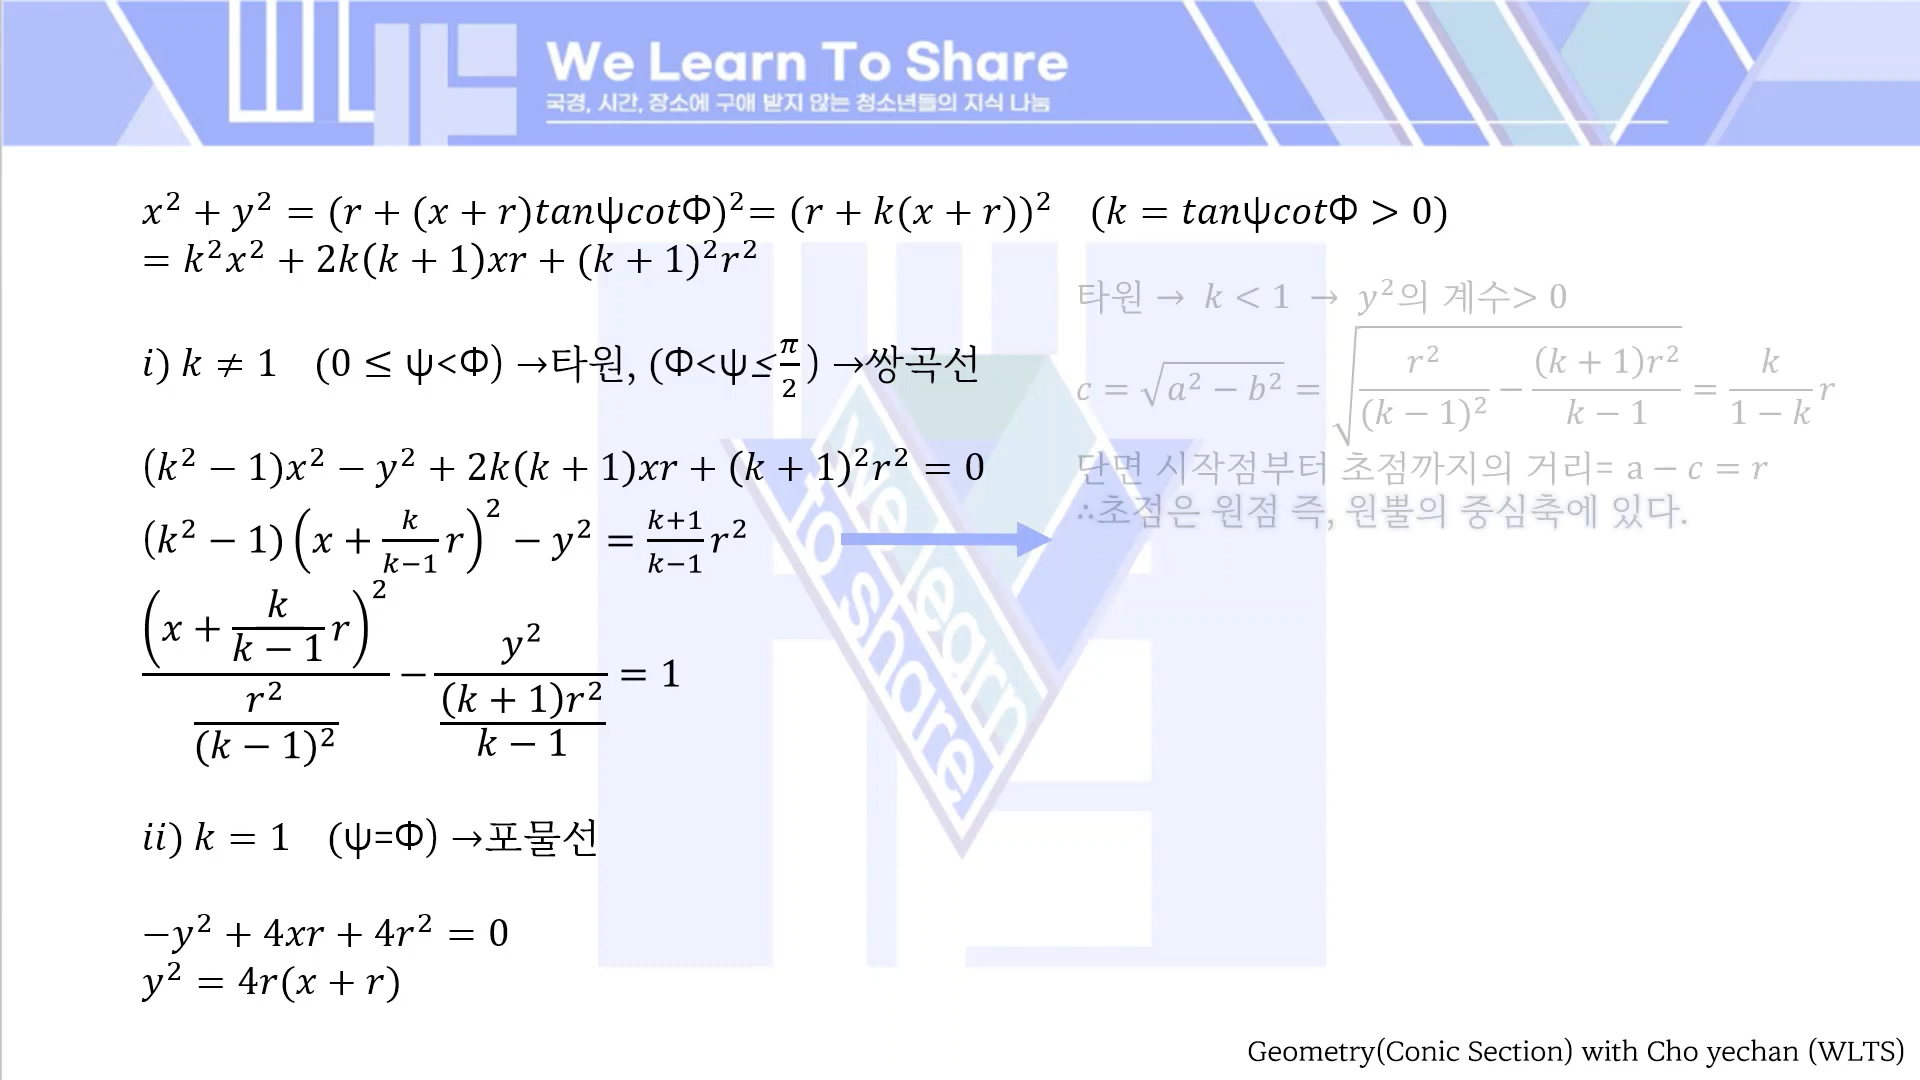 We Learn To Share
국경, 시간, 장소에 구애 받지 않는 청소년들의 지식 나눔
x² + y² = (r + (x + r)tanψcotΦ)²= (r + k(x + r))² (k = tanψcotΦ > 0)
= k²x² + 2k(k + 1)xr + (k + 1)²r²
i) k ≠ 1 (0 ≤ ψ<Φ) →타원, (Φ<ψ≤π/2) →쌍곡선
(k² − 1)x² − y² + 2k(k + 1)xr + (k + 1)²r² = 0
(k² − 1)(x + k/(k−1) r)² − y² = (k+1)/(k−1) r²
(x + k/(k − 1) r)² / (r²/(k − 1)²) − y² / ((k + 1)r²/(k − 1)) = 1
ii) k = 1 (ψ=Φ) →포물선
−y² + 4xr + 4r² = 0
y² = 4r(x + r)
타원 → k < 1 → y²의 계수> 0
c = √(a² − b²) = √(r²/(k − 1)² − (k + 1)r²/(k − 1)) = k/(1 − k) r
단면 시작점부터 초점까지의 거리= a − c = r
∴초점은 원점 즉, 원뿔의 중심축에 있다.
we learn
to share
Geometry(Conic Section) with Cho yechan (WLTS)